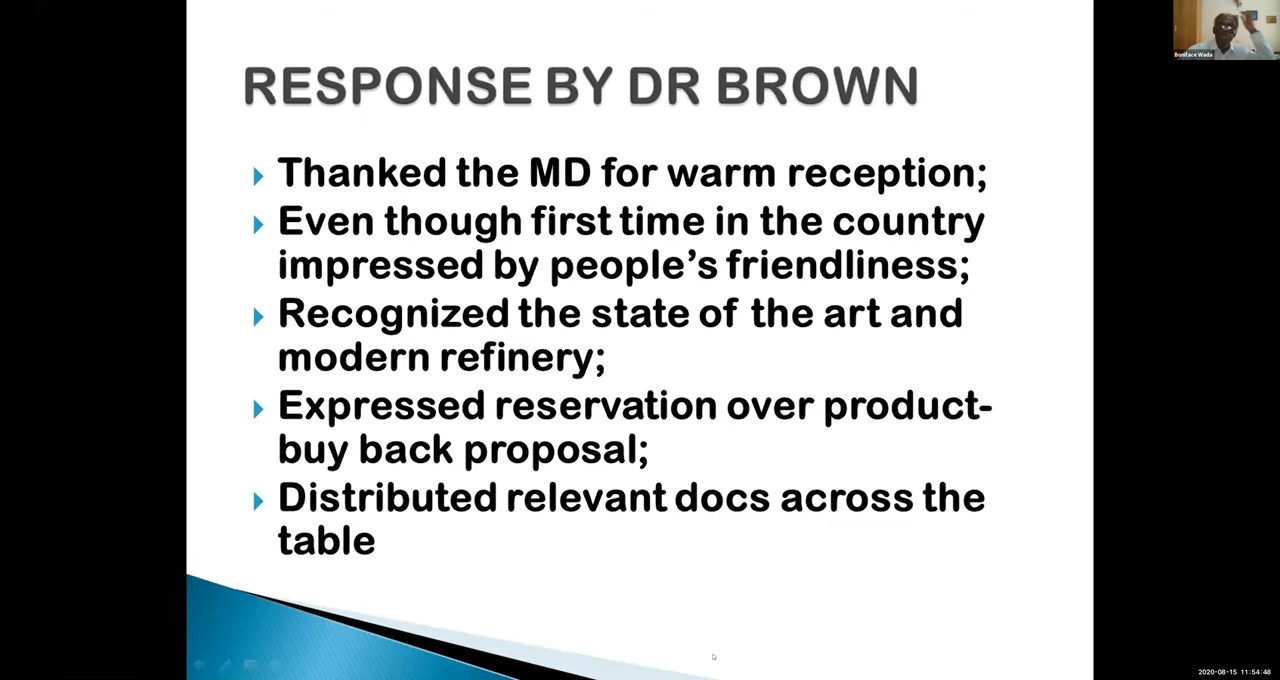 Boniface Wada
RESPONSE BY DR BROWN
Thanked the MD for warm reception;
Even though first time in the country
impressed by people’s friendliness;
Recognized the state of the art and
modern refinery;
Expressed reservation over product-
buy back proposal;
Distributed relevant docs across the
table
2020-08-15 11:54:48